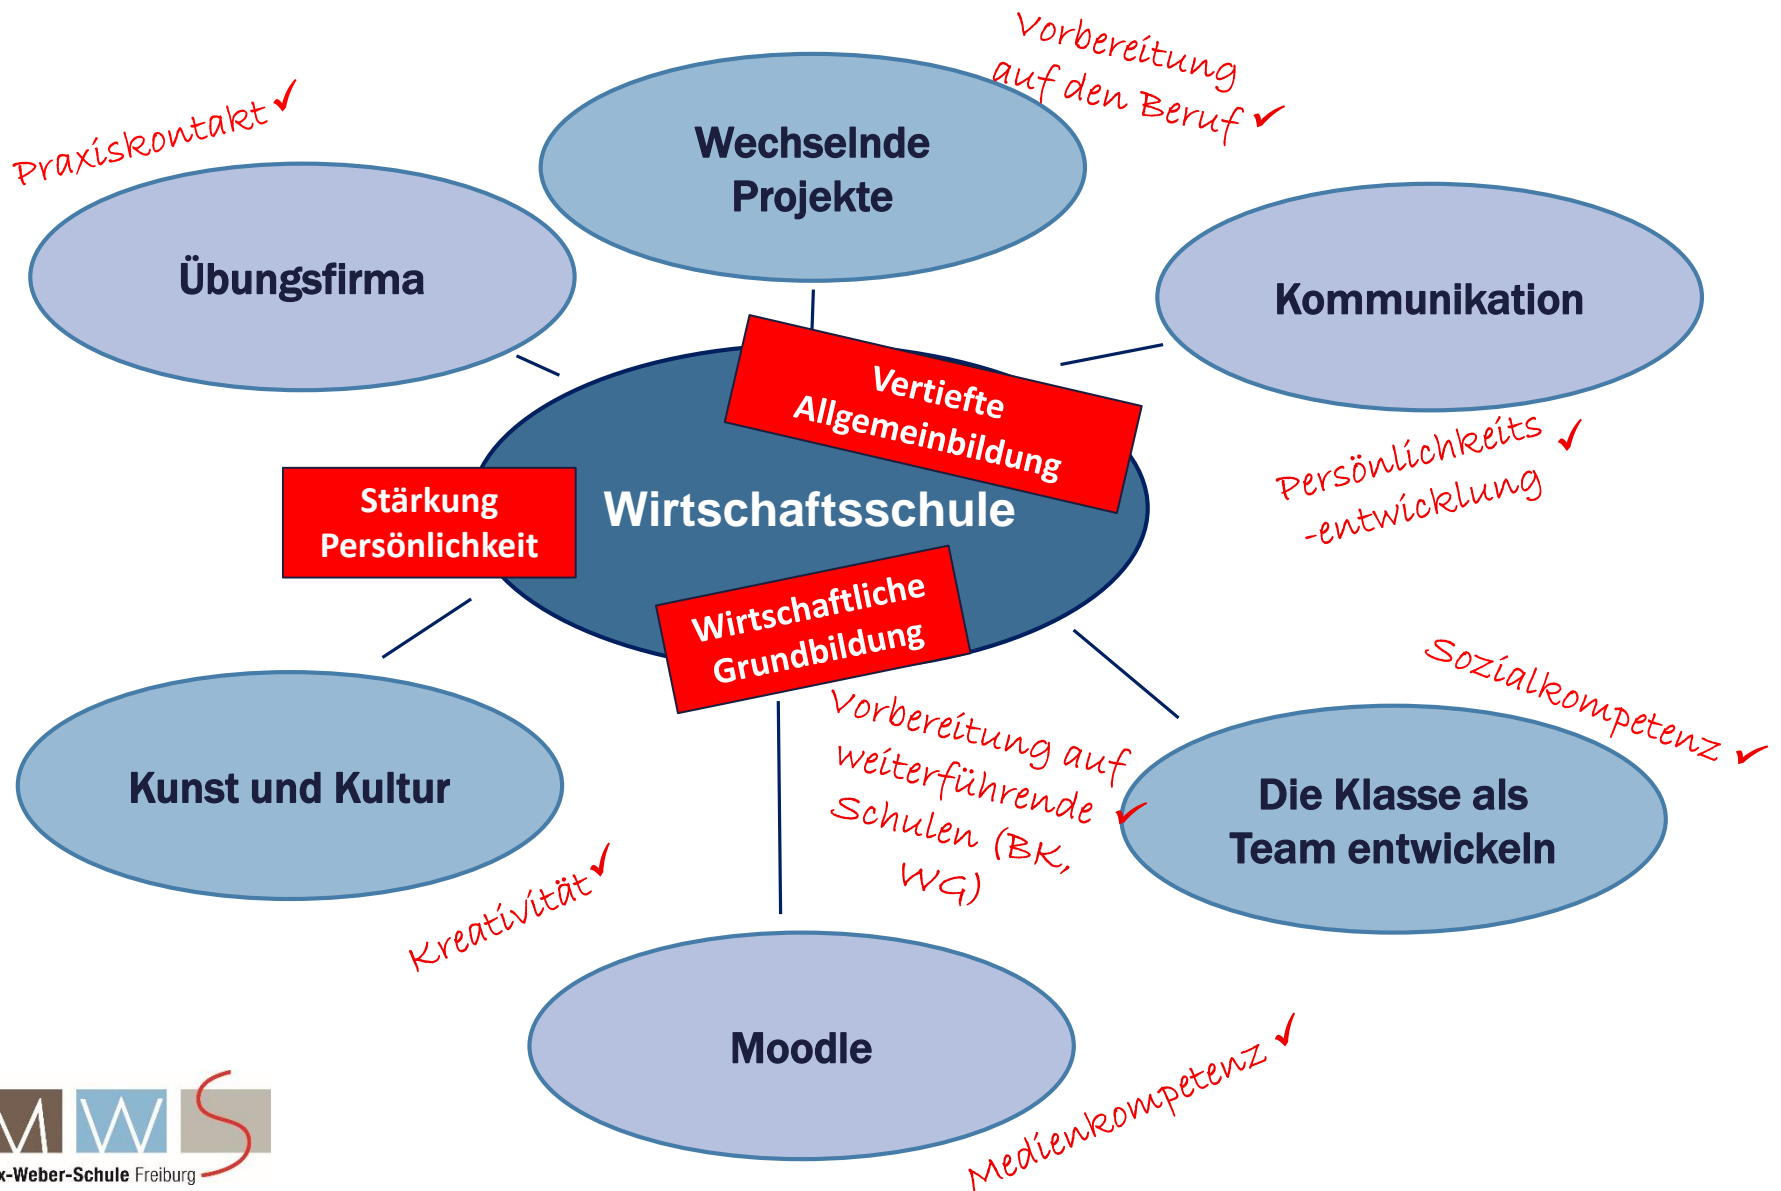 Vorbereitung
auf den Beruf ✓
Praxiskontakt ✓
Wechselnde
Projekte
Übungsfirma
Kommunikation
Vertiefte
Allgemeinbildung
Persönlichkeits ✓
-entwicklung
Stärkung
Persönlichkeit
Wirtschaftsschule
Wirtschaftliche
Grundbildung
Sozialkompetenz ✓
Vorbereitung auf
weiterführende ✓
Schulen (BK,
WG)
Kunst und Kultur
Die Klasse als
Team entwickeln
Kreativität ✓
Moodle
Medienkompetenz ✓
MWS
x-Weber-Schule Freiburg